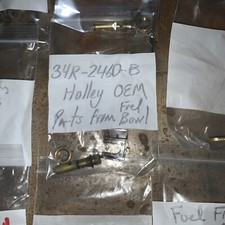 34R-2460-B
Holley OEM
Fuel
Parts From Bowl
Fuel F